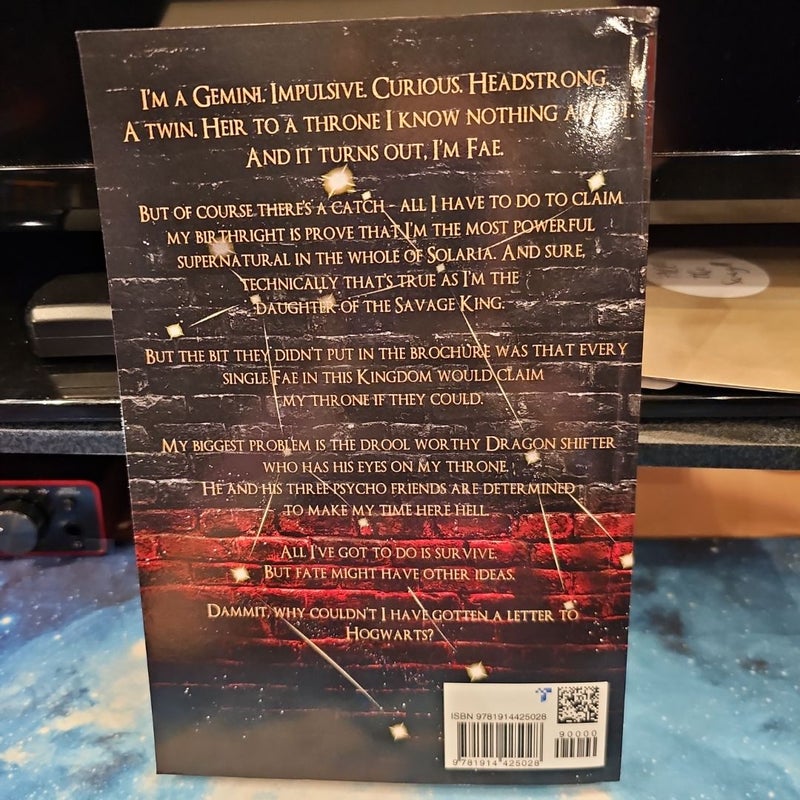 I'm a Gemini. Impulsive. Curious. Headstrong.
A twin. Heir to a throne I know nothing
And it turns out, I'm Fae.
But of course there's a catch - all I have to do to claim
my birthright is prove that I'm the most powerful
supernatural in the whole of Solaria. And sure,
technically that's true as I'm the
daughter of the Savage King.
But the bit they didn't put in the brochure was that every
single Fae in this Kingdom would claim
my throne if they could.
My biggest problem is the drool worthy Dragon shifter
who has his eyes on my throne.
He and his three psycho friends are determined
to make my time here hell.
All I've got to do is survive.
But fate might have other ideas.
Dammit, why couldn't I have gotten a letter to
Hogwarts?
ISBN 9781914425028
90000
9 781914 425028